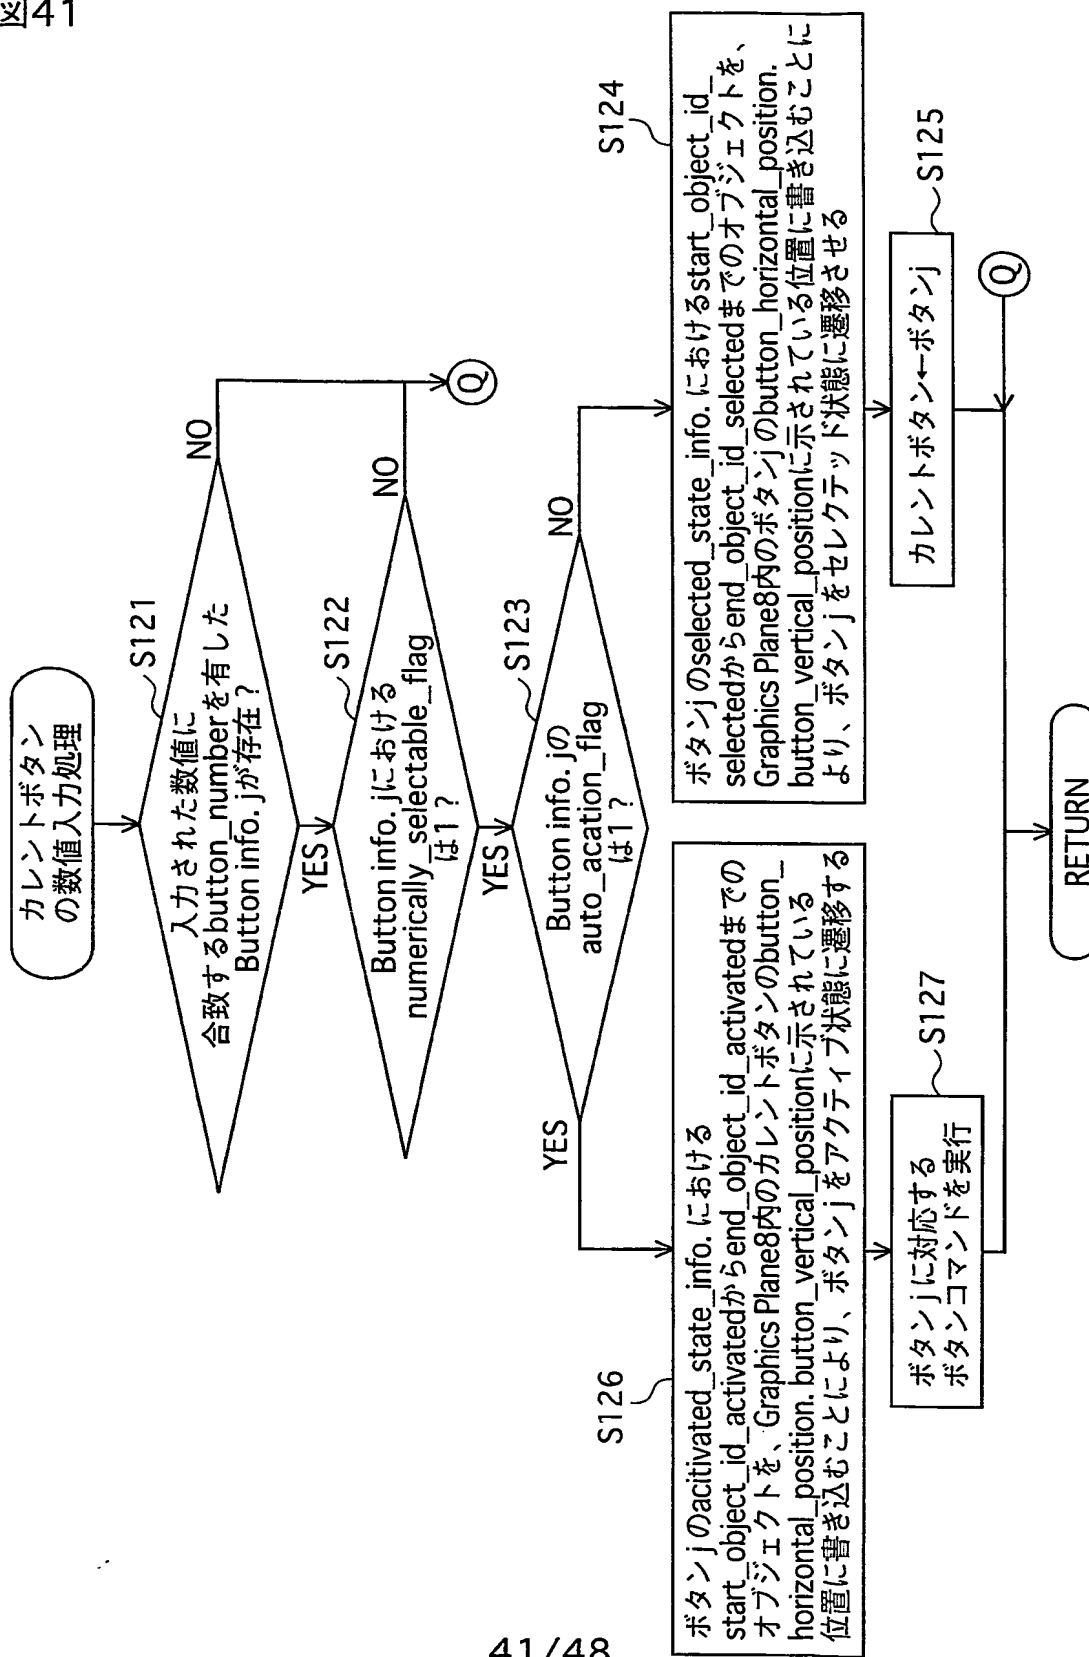 図41
カレントボタン
の数値入力処理
S121
入力された数値に
合致するbutton_numberを有した
Button info. jが存在？
NO
YES
S122
Button info. jにおける
numerically_selectable_flag
は1？
NO
Q
YES
S123
Button info. jの
auto_acation_flag
は1？
NO
YES
S124
ボタンjのselected_state_info. におけるstart_object_id_
selectedからend_object_id_selectedまでのオブジェクトを、
Graphics Plane8内のボタンjのbutton_horizontal_position.
button_vertical_positionに示されている位置に書き込むことに
より、ボタンjをセレクテッド状態に遷移させる
S125
カレントボタン←ボタンj
Q
S126
ボタンjのacitivated_state_info. における
start_object_id_activatedからend_object_id_activatedまでの
オブジェクトを、Graphics Plane8内のカレントボタンのbutton_
horizontal_position. button_vertical_positionに示されている
位置に書き込むことにより、ボタンjをアクティブ状態に遷移する
S127
ボタンjに対応する
ボタンコマンドを実行
RETURN
41/48